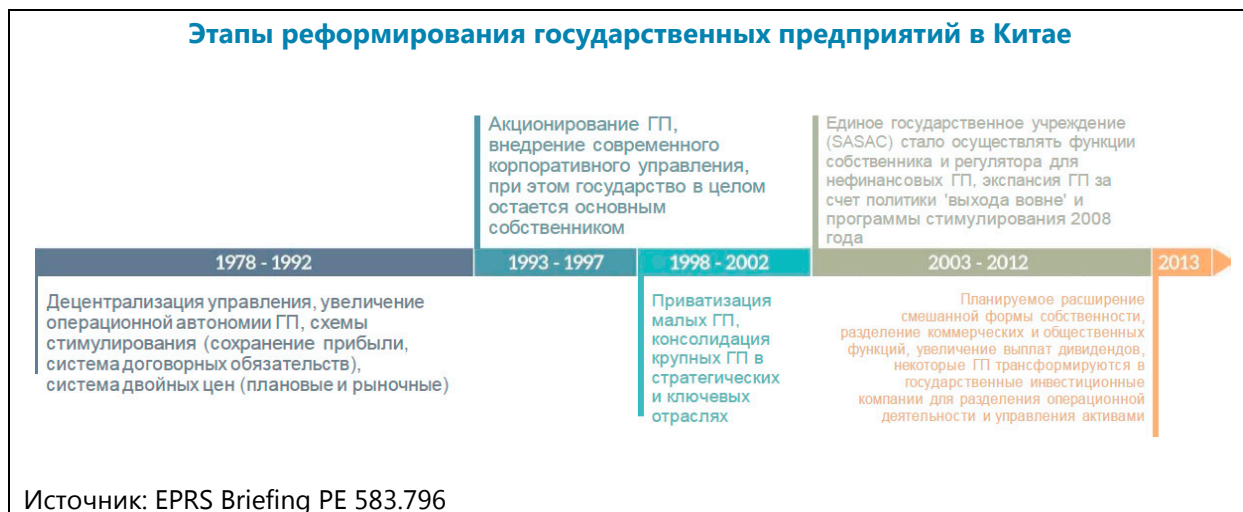 Этапы реформирования государственных предприятий в Китае
Акционирование ГП,
внедрение современного
корпоративного управления,
при этом государство в целом
остается основным
собственником
Единое государственное учреждение
(SASAC) стало осуществлять функции
собственника и регулятора для
нефинансовых ГП, экспансия ГП за
счет политики 'выхода вовне' и
программы стимулирования 2008
года
1978 - 1992
1993 - 1997
1998 - 2002
2003 - 2012
2013
Децентрализация управления, увеличение
операционной автономии ГП, схемы
стимулирования (сохранение прибыли,
система договорных обязательств),
система двойных цен (плановые и рыночные)
Приватизация
малых ГП,
консолидация
крупных ГП в
стратегических
и ключевых
отраслях
Планируемое расширение
смешанной формы собственности,
разделение коммерческих и общественных
функций, увеличение выплат дивидендов,
некоторые ГП трансформируются в
государственные инвестиционные
компании для разделения операционной
деятельности и управления активами
Источник: EPRS Briefing PE 583.796